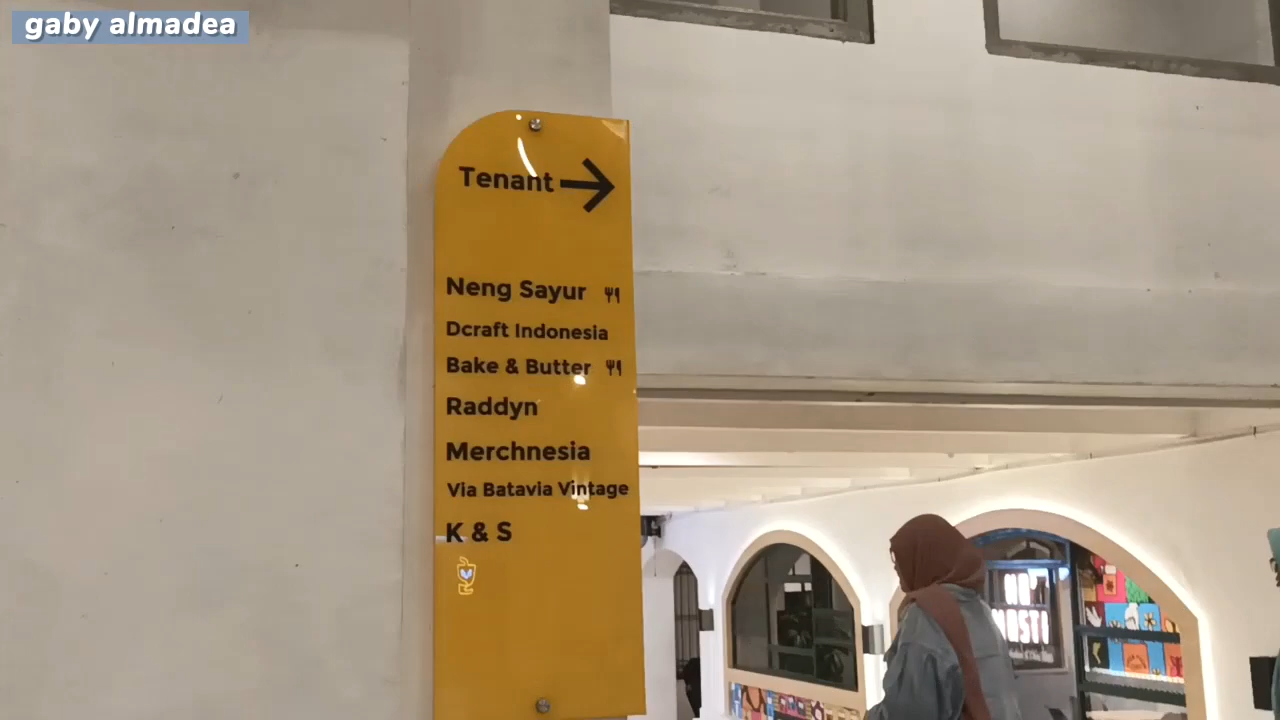 gaby almadea
Tenant
Neng Sayur
Dcraft Indonesia
Bake & Butter
Raddyn
Merchnesia
Via Batavia Vintage
K & S